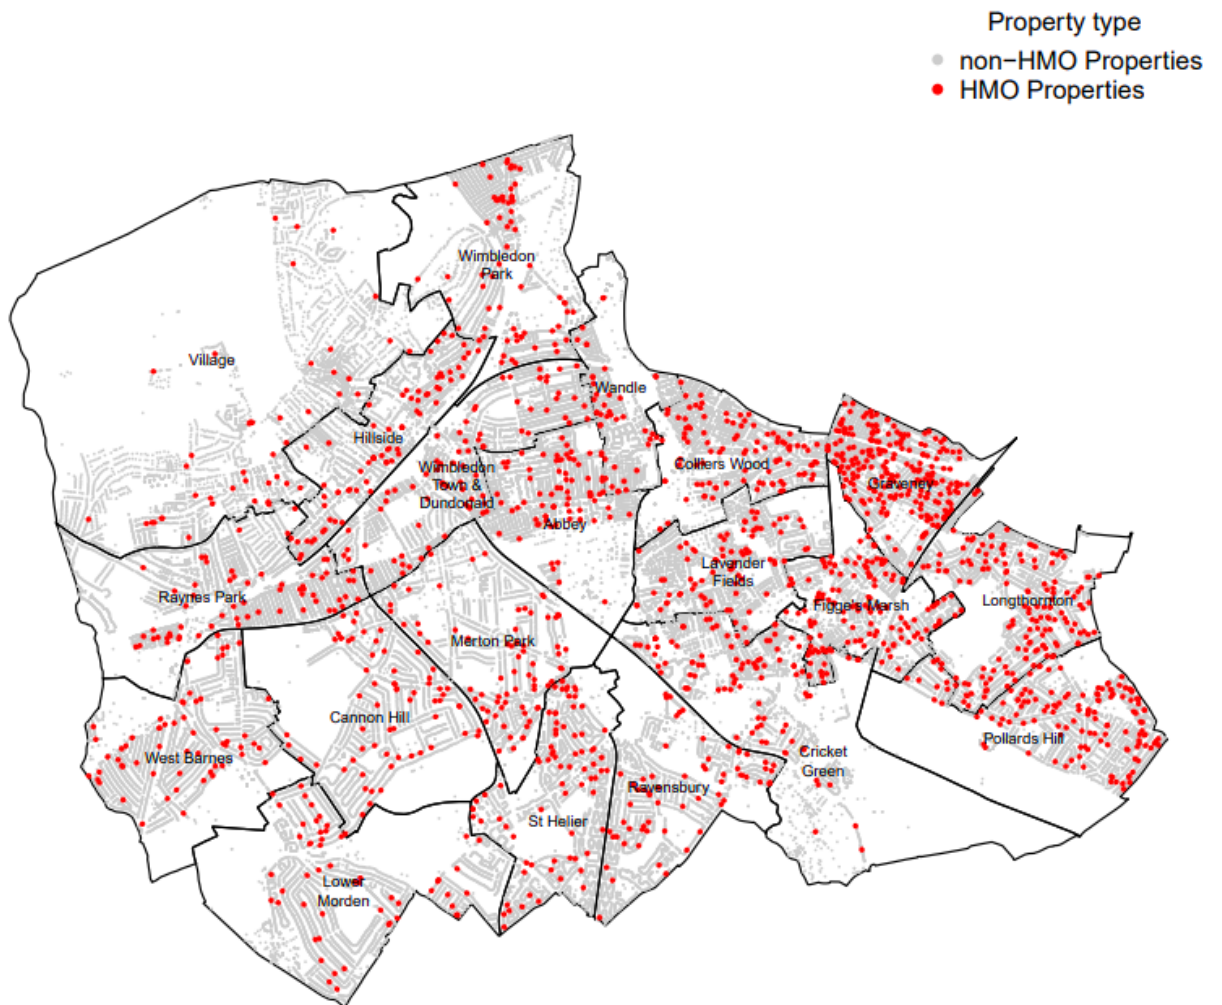 Property type
non−HMO Properties
HMO Properties
Wimbledon
Park
Village
Wandle
Hillside
Wimbledon
Town &
Dundonald
Colliers Wood
Graveney
Abbey
Lavender
Fields
Raynes Park
Figge's Marsh
Longthornton
Merton Park
Cannon Hill
West Barnes
Pollards Hill
Cricket
Green
Ravensbury
St Helier
Lower
Morden